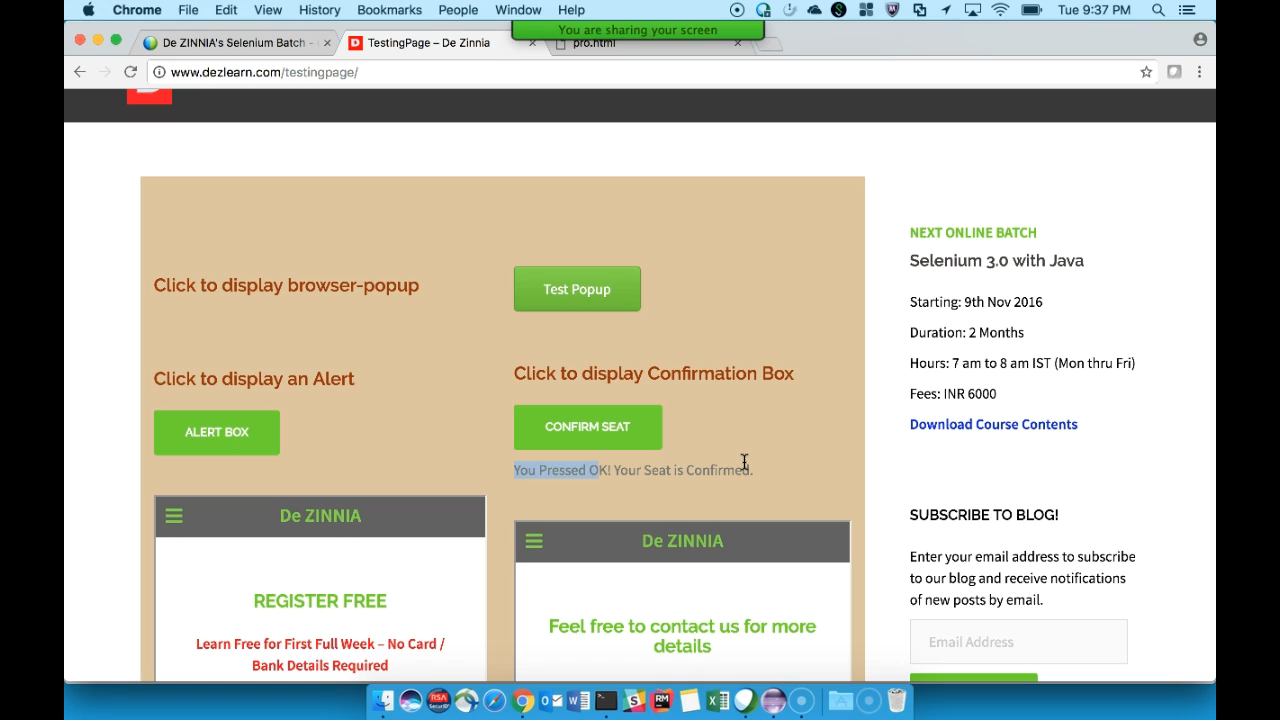 Chrome File Edit View History Bookmarks People Window Help
Tue 9:37 PM
You are sharing your screen
De ZINNIA's Selenium Batch -
TestingPage – De Zinnia
pro.html
www.dezlearn.com/testingpage/
Click to display browser-popup
Test Popup
Click to display an Alert
ALERT BOX
Click to display Confirmation Box
CONFIRM SEAT
You Pressed OK! Your Seat is Confirmed.
De ZINNIA
REGISTER FREE
Learn Free for First Full Week – No Card /
Bank Details Required
De ZINNIA
Feel free to contact us for more
details
NEXT ONLINE BATCH
Selenium 3.0 with Java
Starting: 9th Nov 2016
Duration: 2 Months
Hours: 7 am to 8 am IST (Mon thru Fri)
Fees: INR 6000
Download Course Contents
SUBSCRIBE TO BLOG!
Enter your email address to subscribe
to our blog and receive notifications
of new posts by email.
Email Address